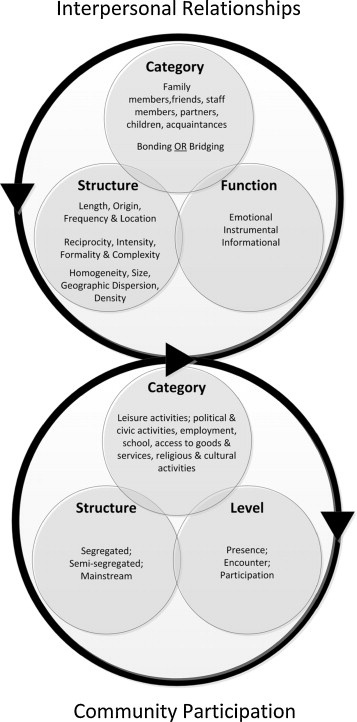 Interpersonal Relationships
Category
Family
members,friends, staff
members, partners,
children, acquaintances
Bonding OR Bridging
Structure
Length, Origin,
Frequency & Location
Reciprocity, Intensity,
Formality & Complexity
Homogeneity, Size,
Geographic Dispersion,
Density
Function
Emotional
Instrumental
Informational
Category
Leisure activities; political &
civic activities, employment,
school, access to goods &
services, religious & cultural
activities
Structure
Segregated;
Semi-segregated;
Mainstream
Level
Presence;
Encounter;
Participation
Community Participation